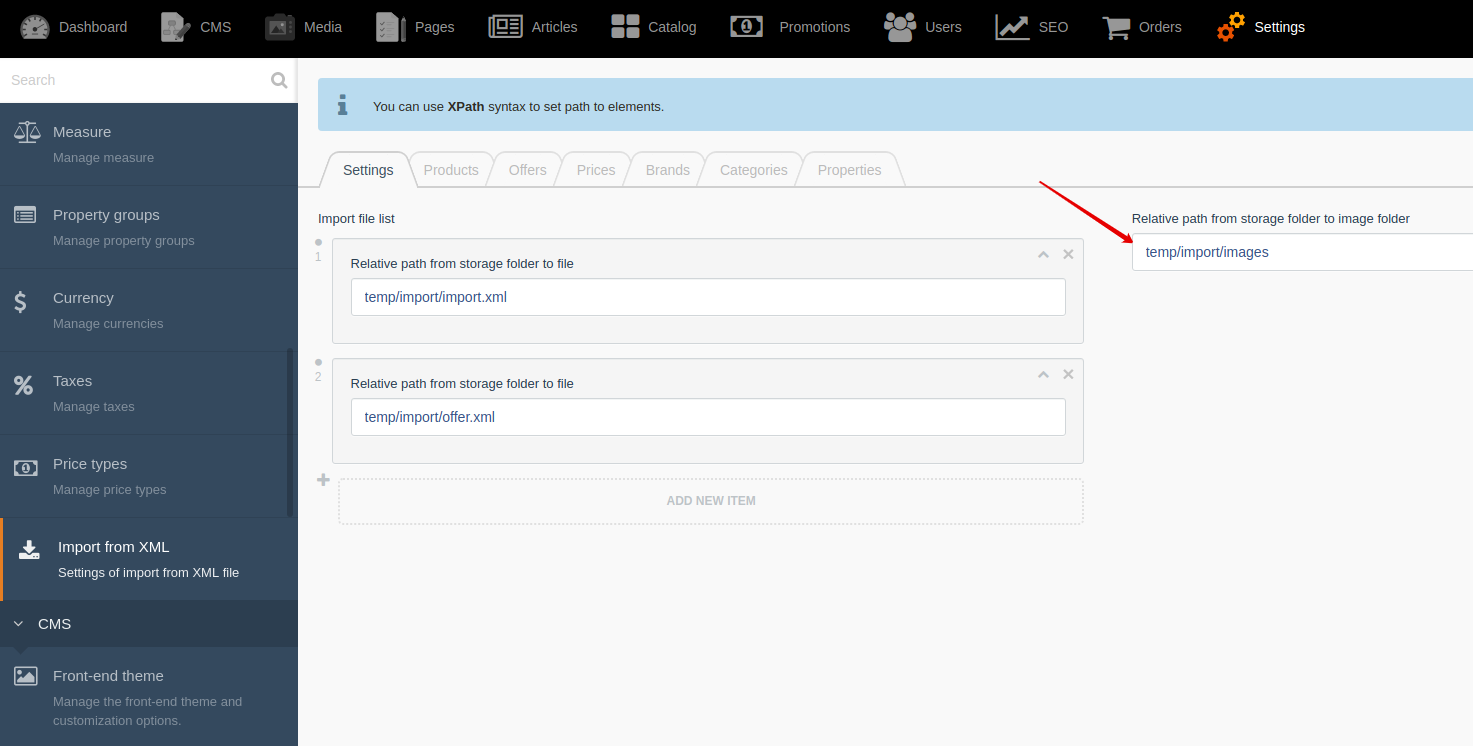 Dashboard
CMS
Media
Pages
Articles
Catalog
Promotions
Users
SEO
Orders
Settings
Search
Measure
Manage measure
Property groups
Manage property groups
Currency
Manage currencies
Taxes
Manage taxes
Price types
Manage price types
Import from XML
Settings of import from XML file
CMS
Front-end theme
Manage the front-end theme and
customization options.
You can use XPath syntax to set path to elements.
Settings
Products
Offers
Prices
Brands
Categories
Properties
Import file list
1
Relative path from storage folder to file
temp/import/import.xml
2
Relative path from storage folder to file
temp/import/offer.xml
ADD NEW ITEM
Relative path from storage folder to image folder
temp/import/images